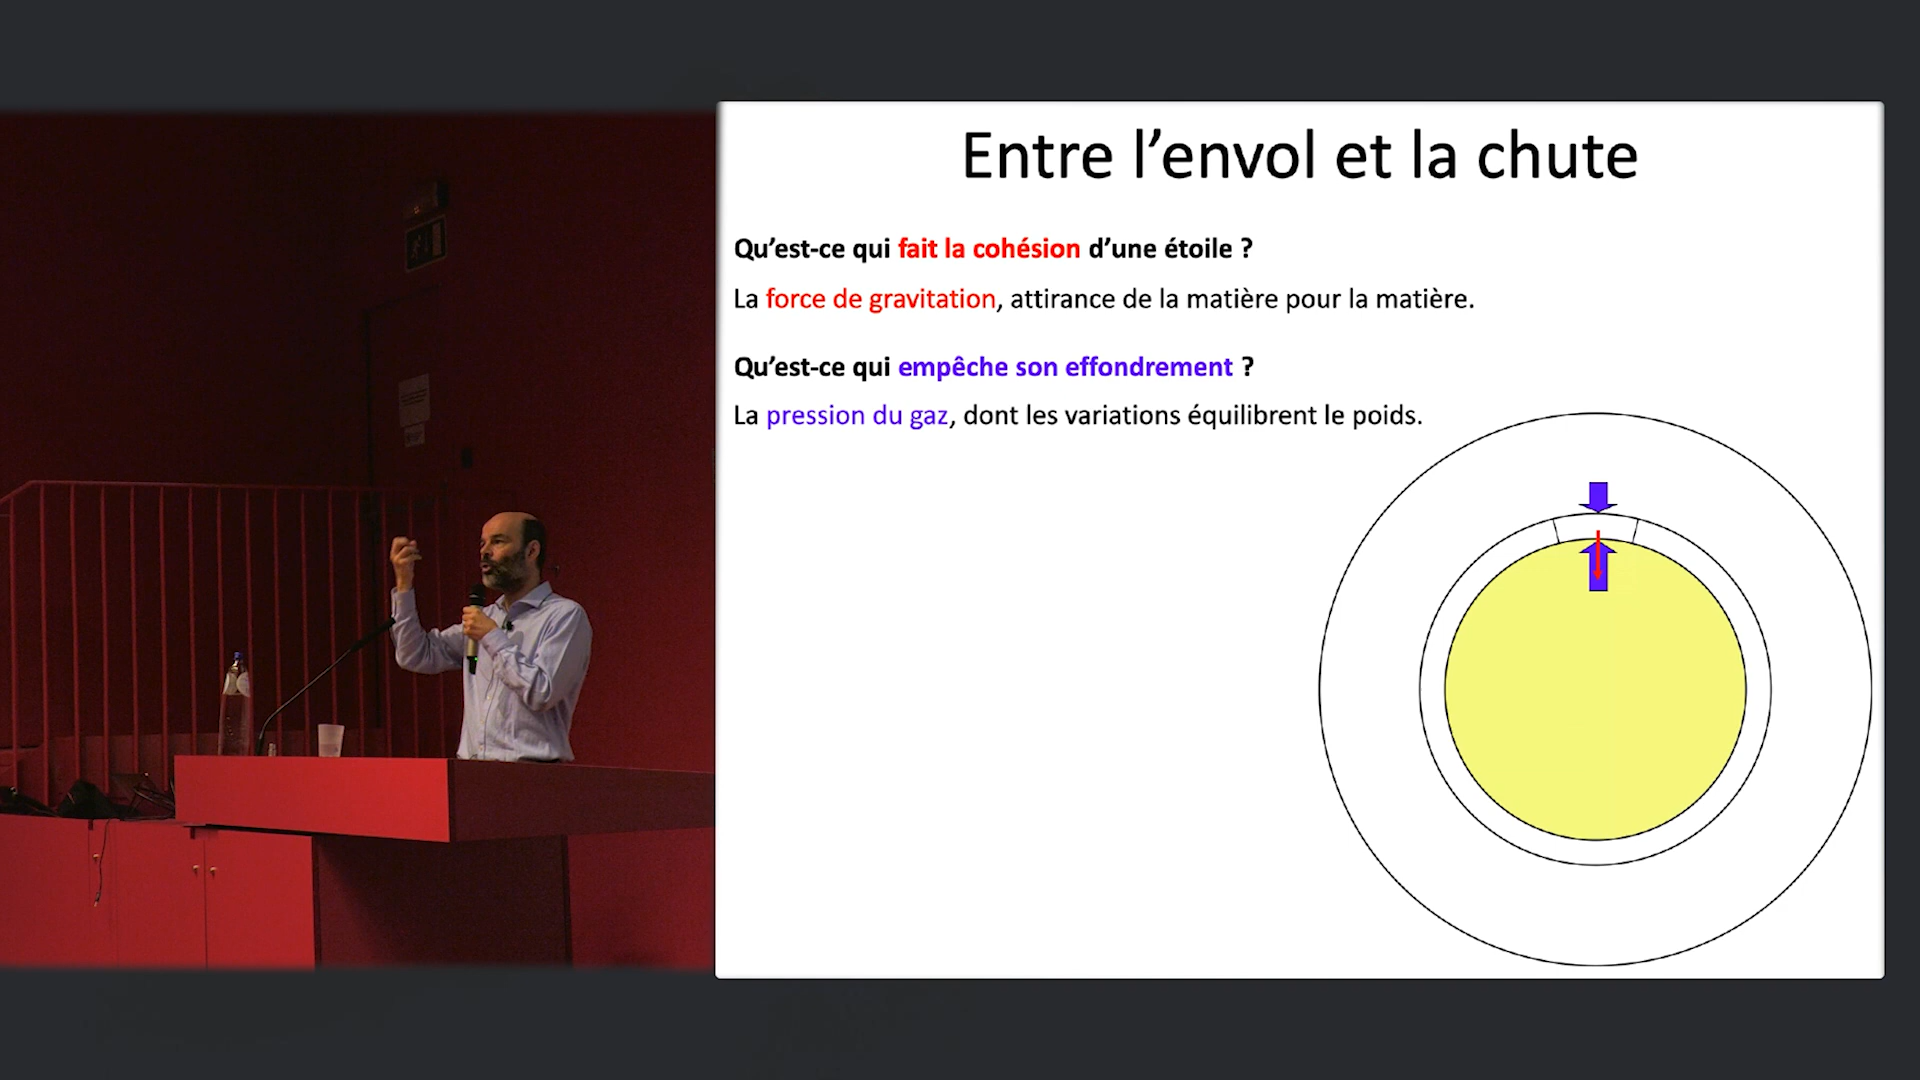 Entre l’envol et la chute
Qu’est-ce qui fait la cohésion d’une étoile ?
La force de gravitation, attirance de la matière pour la matière.
Qu’est-ce qui empêche son effondrement ?
La pression du gaz, dont les variations équilibrent le poids.